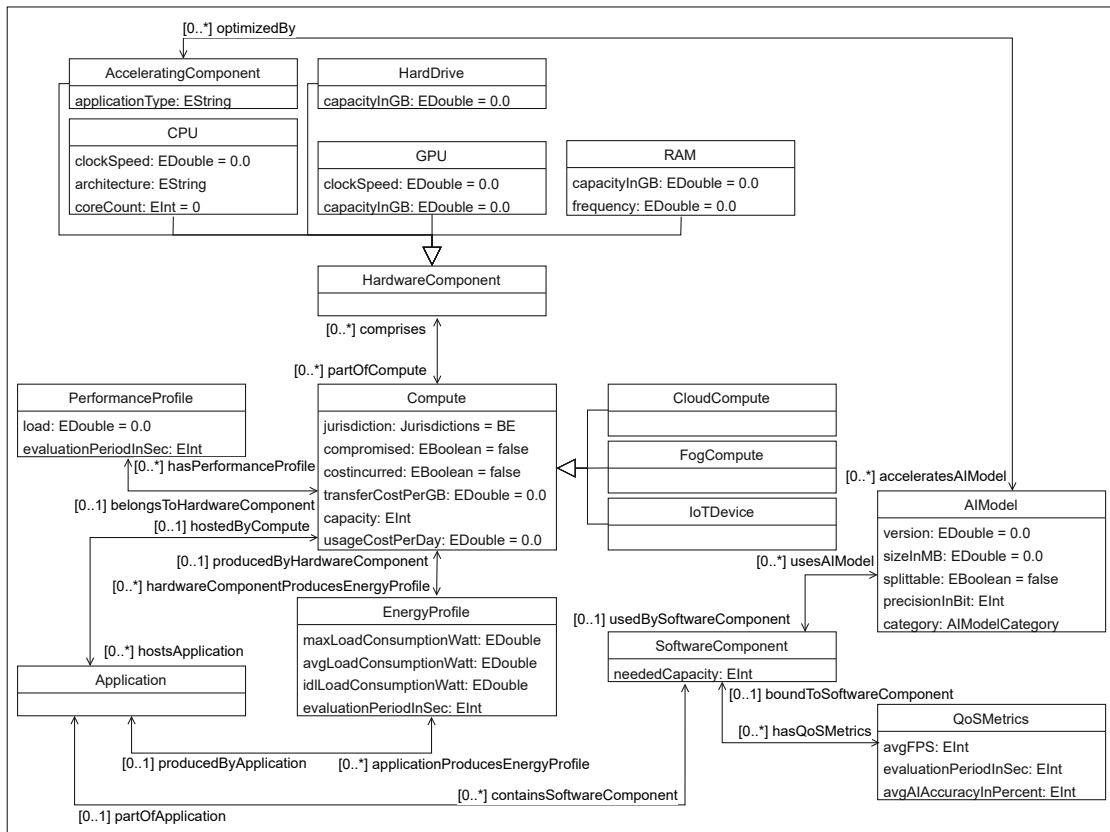 [0..*] optimizedBy
AcceleratingComponent
applicationType: EString
HardDrive
capacityInGB: EDouble = 0.0
CPU
clockSpeed: EDouble = 0.0
architecture: EString
coreCount: EInt = 0
GPU
clockSpeed: EDouble = 0.0
capacityInGB: EDouble = 0.0
RAM
capacityInGB: EDouble = 0.0
frequency: EDouble = 0.0
HardwareComponent
[0..*] comprises
[0..*] partOfCompute
PerformanceProfile
load: EDouble = 0.0
evaluationPeriodInSec: EInt
Compute
jurisdiction: Jurisdictions = BE
compromised: EBoolean = false
costincurred: EBoolean = false
transferCostPerGB: EDouble = 0.0
capacity: EInt
usageCostPerDay: EDouble = 0.0
CloudCompute
FogCompute
IoTDevice
[0..*] hasPerformanceProfile
[0..1] belongsToHardwareComponent
[0..1] hostedByCompute
[0..*] acceleratesAIModel
AIModel
version: EDouble = 0.0
sizeInMB: EDouble = 0.0
splittable: EBoolean = false
precisionInBit: EInt
category: AIModelCategory
[0..1] producedByHardwareComponent
[0..*] hardwareComponentProducesEnergyProfile
[0..*] usesAIModel
[0..1] usedBySoftwareComponent
EnergyProfile
maxLoadConsumptionWatt: EDouble
avgLoadConsumptionWatt: EDouble
idlLoadConsumptionWatt: EDouble
evaluationPeriodInSec: EInt
SoftwareComponent
neededCapacity: EInt
[0..*] hostsApplication
Application
[0..1] boundToSoftwareComponent
[0..*] hasQoSMetrics
QoSMetrics
avgFPS: EInt
evaluationPeriodInSec: EInt
avgAIAccuracyInPercent: EInt
[0..1] producedByApplication
[0..*] applicationProducesEnergyProfile
[0..*] containsSoftwareComponent
[0..1] partOfApplication